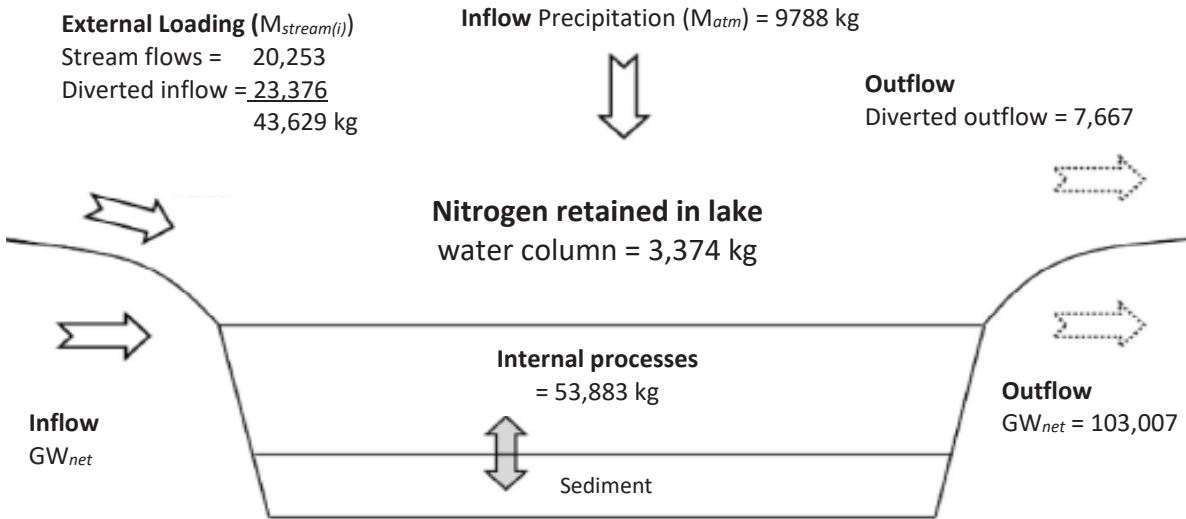 External Loading (Mstream(i))
Stream flows = 20,253
Diverted inflow = 23,376
43,629 kg
Inflow Precipitation (Matm) = 9788 kg
Outflow
Diverted outflow = 7,667
Nitrogen retained in lake
water column = 3,374 kg
Internal processes
= 53,883 kg
Inflow
GWnet
Outflow
GWnet = 103,007
Sediment